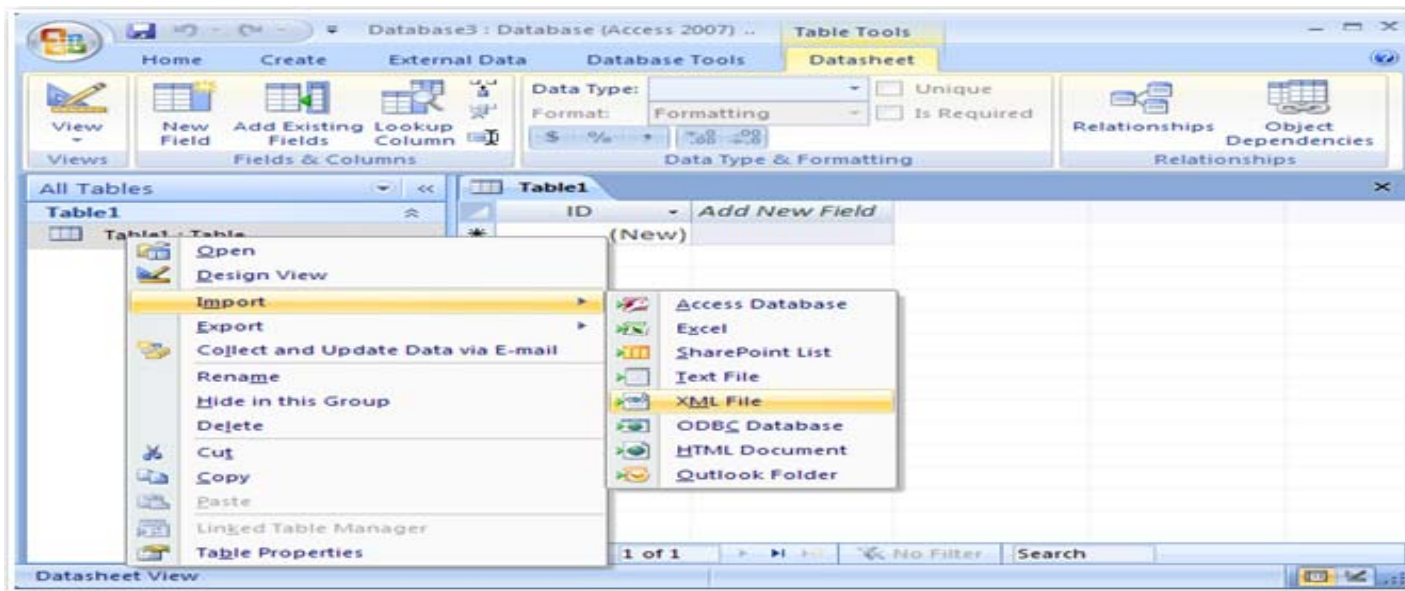 Database3 : Database (Access 2007) ..
Table Tools
Home Create External Data Database Tools Datasheet
View
Views
New Field
Add Existing Fields
Lookup Column
Fields & Columns
Data Type:
Unique
Format: Formatting
Is Required
$ % , .00 .0
Data Type & Formatting
Relationships
Object Dependencies
Relationships
All Tables
Table1
Table1 : Table
Table1
ID Add New Field
(New)
Open
Design View
Import
Export
Collect and Update Data via E-mail
Rename
Hide in this Group
Delete
Cut
Copy
Paste
Linked Table Manager
Table Properties
Access Database
Excel
SharePoint List
Text File
XML File
ODBC Database
HTML Document
Outlook Folder
1 of 1 No Filter Search
Datasheet View